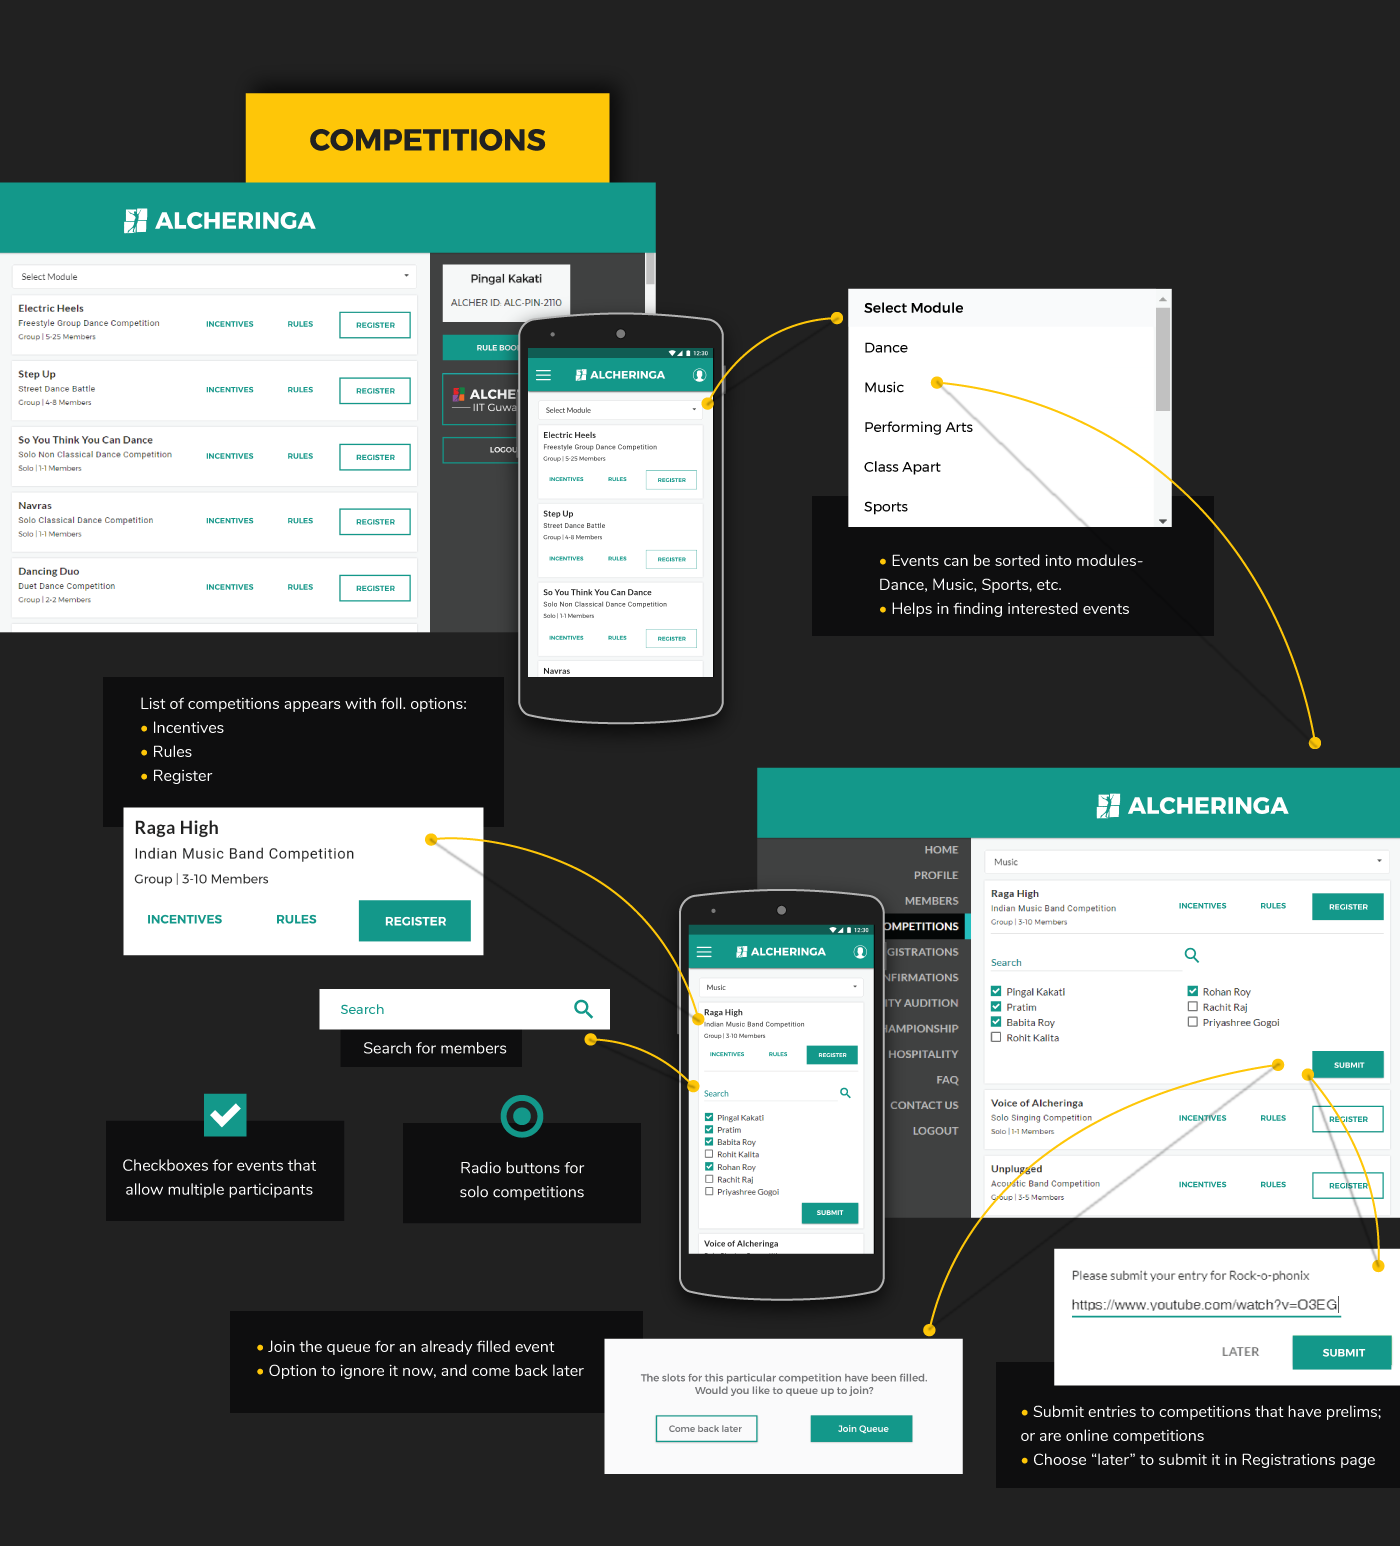 COMPETITIONS
ALCHERINGA
Select Module
Electric Heels
Freestyle Group Dance Competition
Group | 5-25 Members
INCENTIVES RULES REGISTER
Step Up
Street Dance Battle
Group | 4-8 Members
INCENTIVES RULES REGISTER
So You Think You Can Dance
Solo Non Classical Dance Competition
Solo | 1-1 Members
INCENTIVES RULES REGISTER
Navras
Solo Classical Dance Competition
Solo | 1-1 Members
INCENTIVES RULES REGISTER
Dancing Duo
Duet Dance Competition
Group | 2-2 Members
INCENTIVES RULES REGISTER
Pingal Kakati
ALCHER ID: ALC-PIN-2110
RULE BOO
ALCHE
IIT Guwa
LOGOU
12:30
ALCHERINGA
Select Module
Electric Heels
Freestyle Group Dance Competition
Group | 5-25 Members
INCENTIVES RULES REGISTER
Step Up
Street Dance Battle
Group | 4-8 Members
INCENTIVES RULES REGISTER
So You Think You Can Dance
Solo Non Classical Dance Competition
Solo | 1-1 Members
INCENTIVES RULES REGISTER
Navras
Select Module
Dance
Music
Performing Arts
Class Apart
Sports
• Events can be sorted into modules-
Dance, Music, Sports, etc.
• Helps in finding interested events
List of competitions appears with foll. options:
• Incentives
• Rules
• Register
Raga High
Indian Music Band Competition
Group | 3-10 Members
INCENTIVES RULES REGISTER
Search
Search for members
Checkboxes for events that
allow multiple participants
Radio buttons for
solo competitions
12:30
ALCHERINGA
Music
Raga High
Indian Music Band Competition
Group | 3-10 Members
INCENTIVES RULES REGISTER
Search
Pingal Kakati
Pratim
Babita Roy
Rohit Kalita
Rohan Roy
Rachit Raj
Priyashree Gogoi
SUBMIT
Voice of Alcheringa
ALCHERINGA
HOME
PROFILE
MEMBERS
OMPETITIONS
GISTRATIONS
NFIRMATIONS
ITY AUDITION
HAMPIONSHIP
HOSPITALITY
FAQ
CONTACT US
LOGOUT
Music
Raga High
Indian Music Band Competition
Group | 3-10 Members
INCENTIVES RULES REGISTER
Search
Pingal Kakati Rohan Roy
Pratim Rachit Raj
Babita Roy Priyashree Gogoi
Rohit Kalita
SUBMIT
Voice of Alcheringa
Solo Singing Competition
Solo | 1-1 Members
INCENTIVES RULES REGISTER
Unplugged
Acoustic Band Competition
Group | 3-5 Members
INCENTIVES RULES REGISTER
• Join the queue for an already filled event
• Option to ignore it now, and come back later
The slots for this particular competition have been filled.
Would you like to queue up to join?
Come back later Join Queue
Please submit your entry for Rock-o-phonix
https://www.youtube.com/watch?v=O3EG
LATER SUBMIT
• Submit entries to competitions that have prelims;
or are online competitions
• Choose “later” to submit it in Registrations page